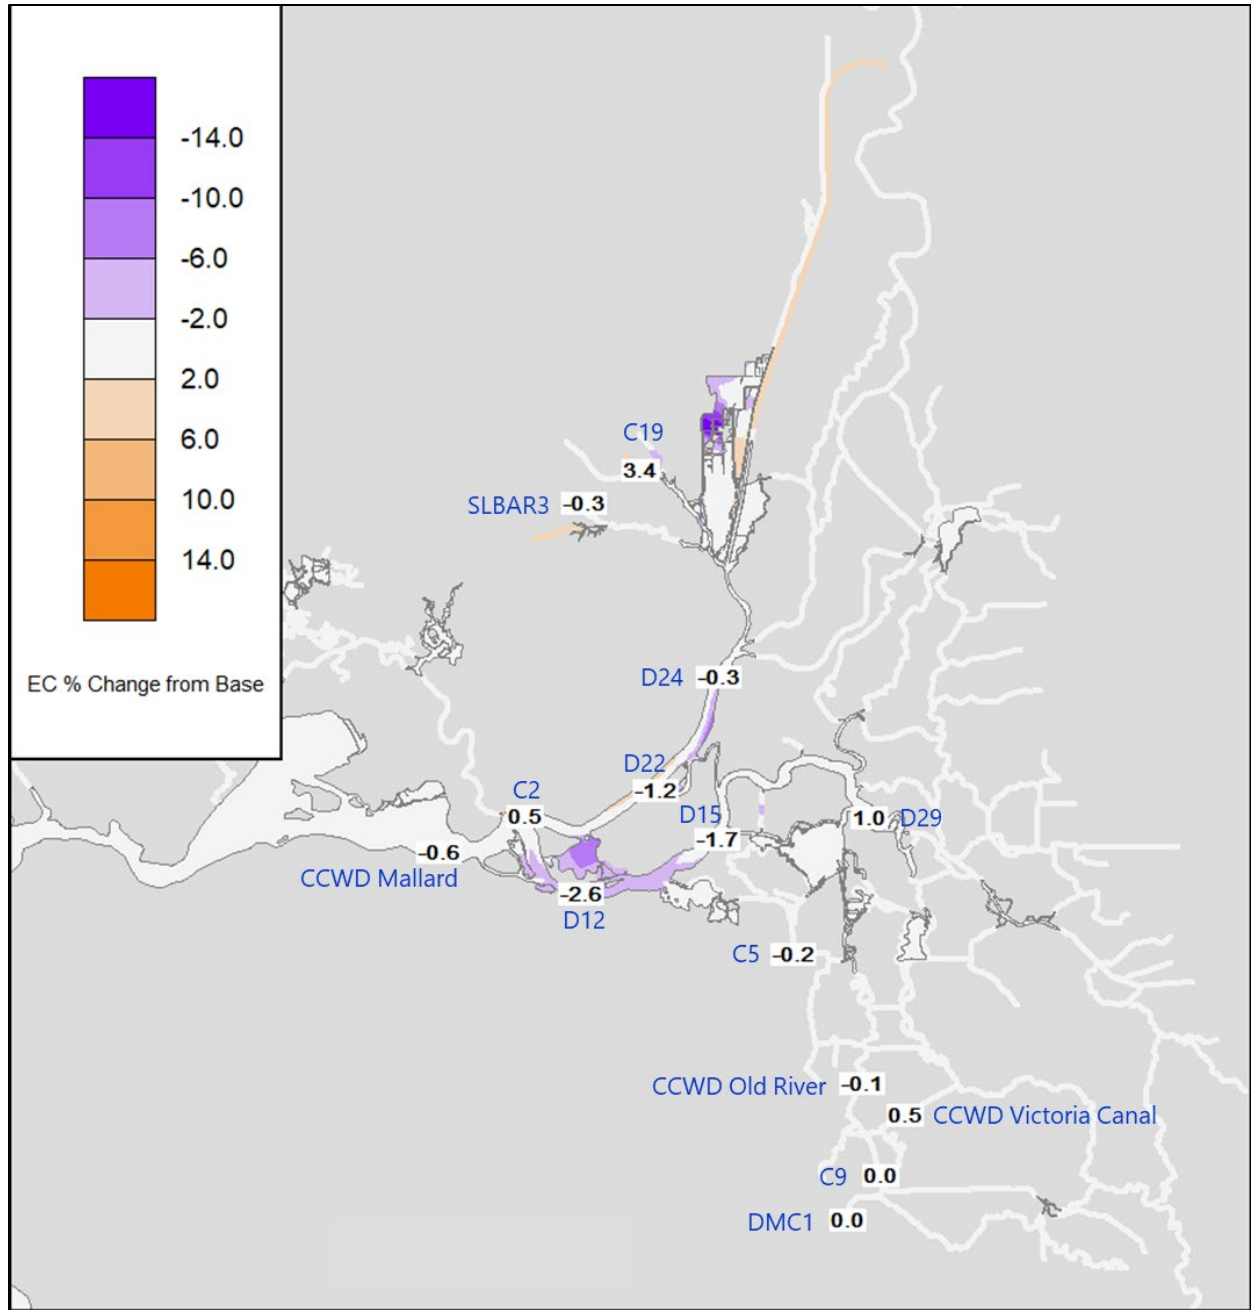 -14.0
-10.0
-6.0
-2.0
2.0
6.0
10.0
14.0
EC % Change from Base
C19
3.4
SLBAR3 -0.3
D24 -0.3
D22
-1.2
C2
0.5
D15
-1.7
1.0 D29
-0.6
CCWD Mallard
-2.6
D12
C5 -0.2
CCWD Old River -0.1
0.5 CCWD Victoria Canal
C9 0.0
DMC1 0.0